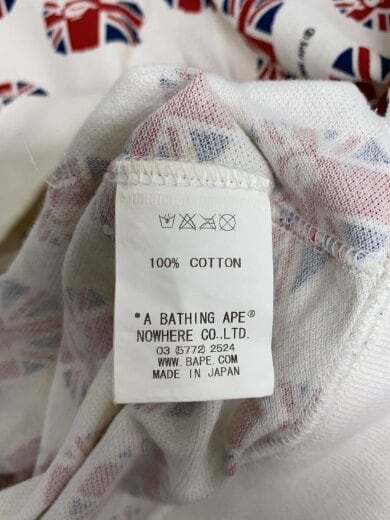 100% COTTON
*A BATHING APE®
NOWHERE CO.,LTD.
03 (5772) 2524
WWW.BAPE.COM
MADE IN JAPAN